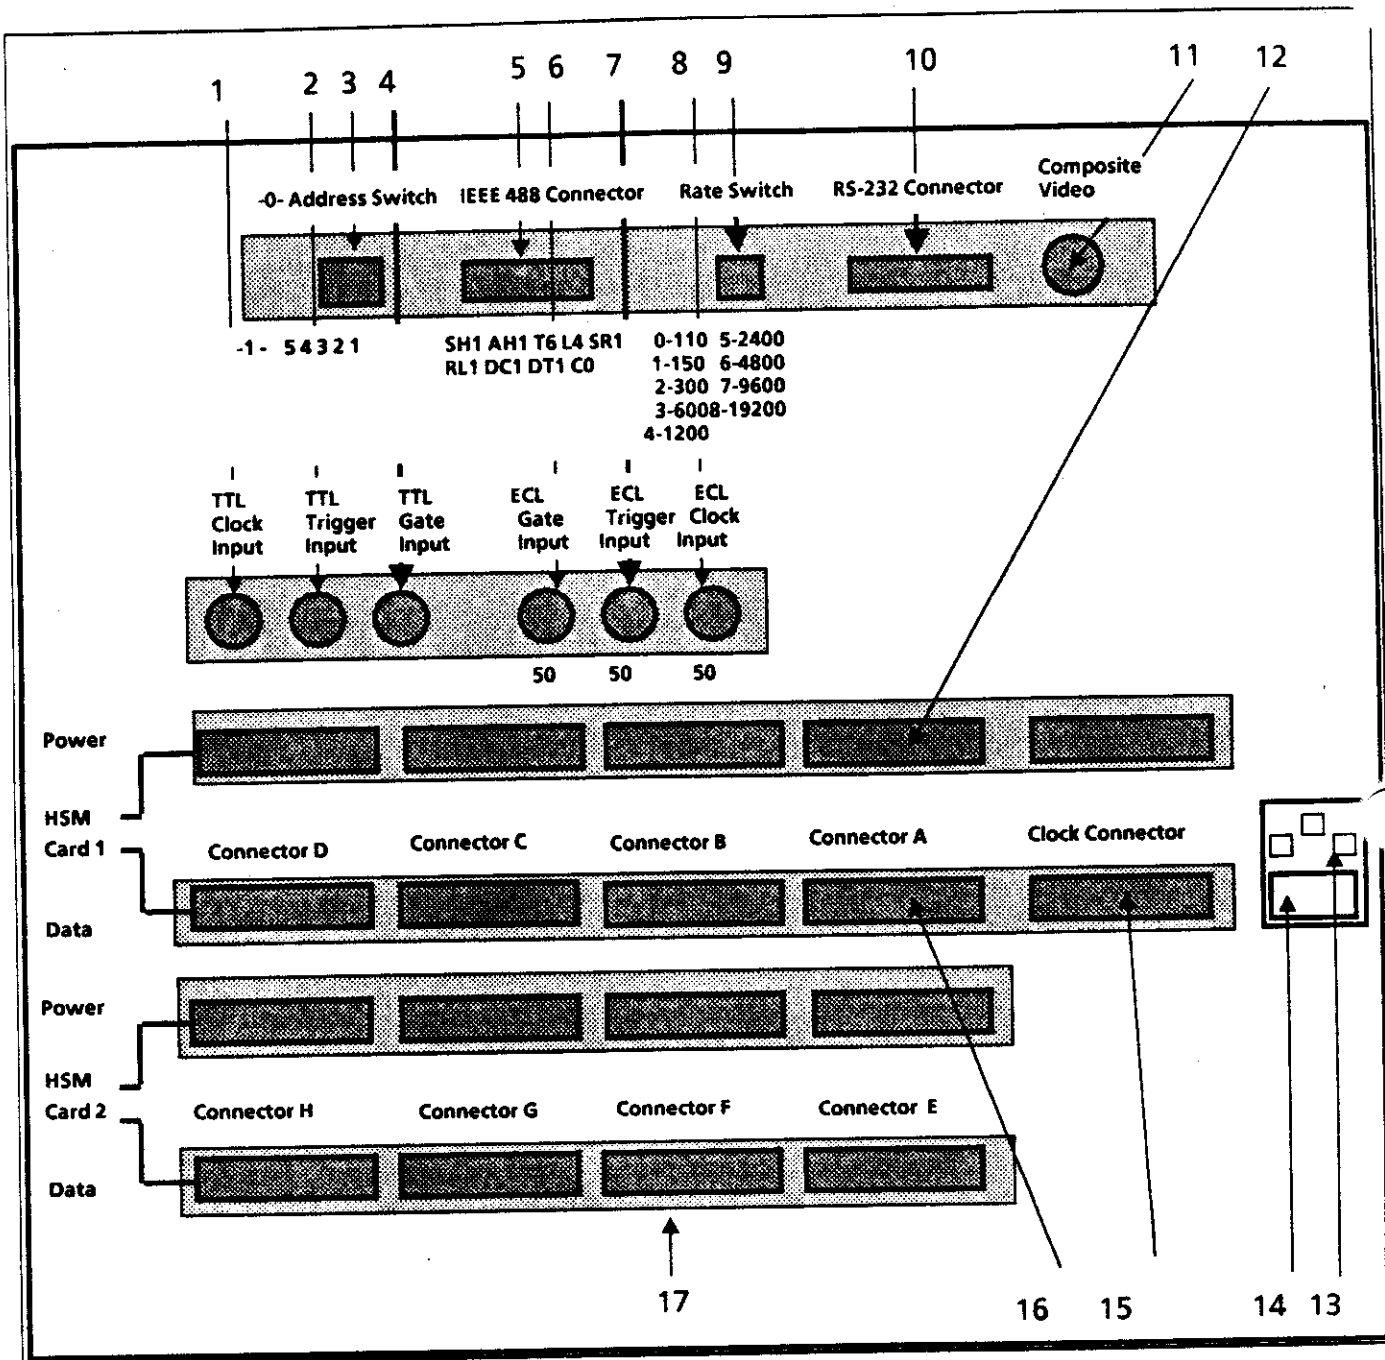 1 2 3 4 5 6 7 8 9 10 11 12
Composite
Video
-0- Address Switch IEEE 488 Connector Rate Switch RS-232 Connector
-1- 5 4 3 2 1 SH1 AH1 T6 L4 SR1 0-110 5-2400
RL1 DC1 DT1 C0 1-150 6-4800
2-300 7-9600
3-6008-19200
4-1200
TTL TTL TTL ECL ECL ECL
Clock Trigger Gate Gate Trigger Clock
Input Input Input Input Input Input
50 50 50
Power
HSM
Card 1 Connector D Connector C Connector B Connector A Clock Connector
Data
Power
HSM
Card 2 Connector H Connector G Connector F Connector E
Data
17 16 15 14 13